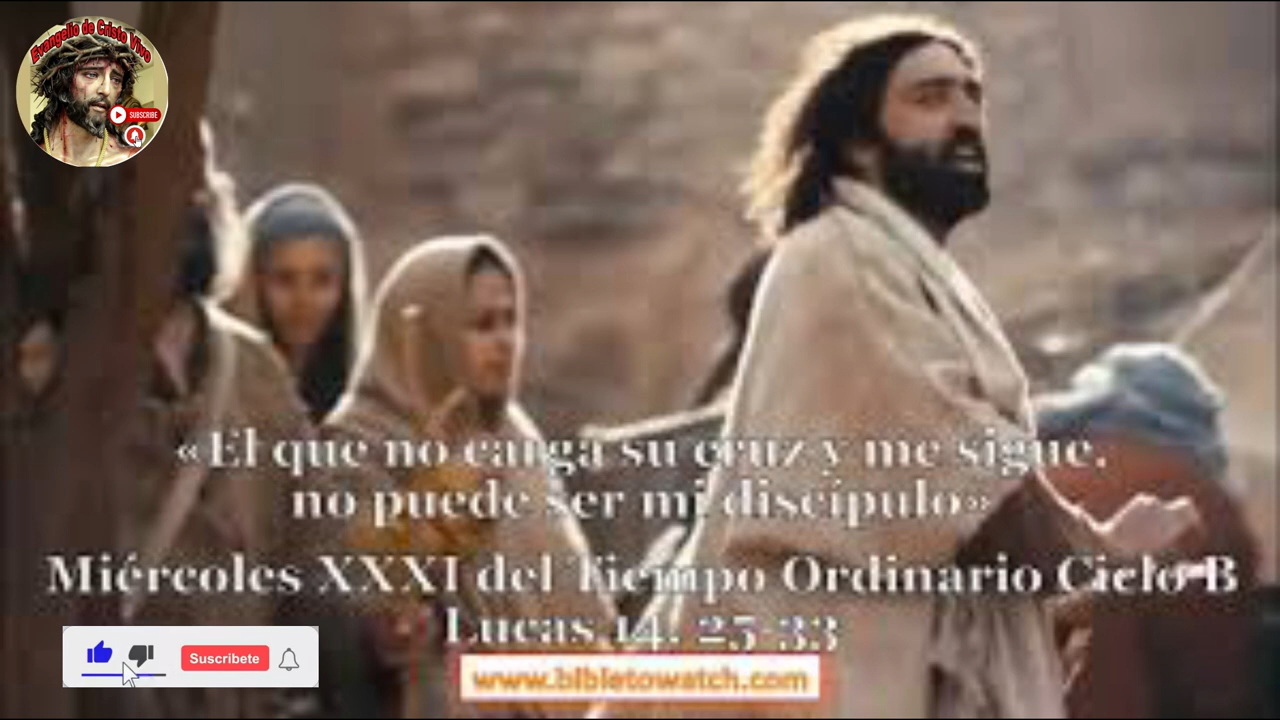 Evangelio de Cristo Vivo
SUBSCRIBE
«El que no carga su cruz y me sigue,
no puede ser mi discípulo»
Miércoles XXXI del Tiempo Ordinario Ciclo B
Lucas 14, 25-33
Suscribete
www.bibletowatch.com